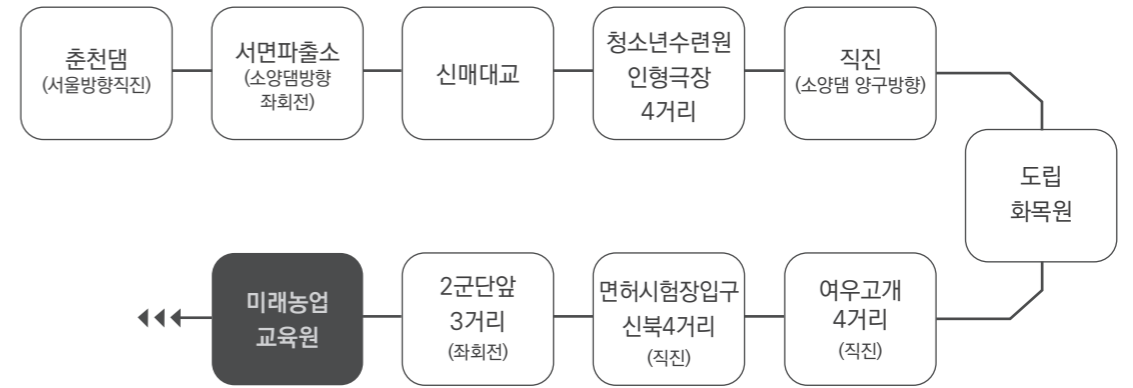 춘천댐
(서울방향직진)
서면파출소
(소양댐방향
좌회전)
신매대교
청소년수련원
인형극장
4거리
직진
(소양댐 양구방향)
도립
화목원
여우고개
4거리
(직진)
면허시험장입구
신북4거리
(직진)
2군단앞
3거리
(좌회전)
미래농업
교육원